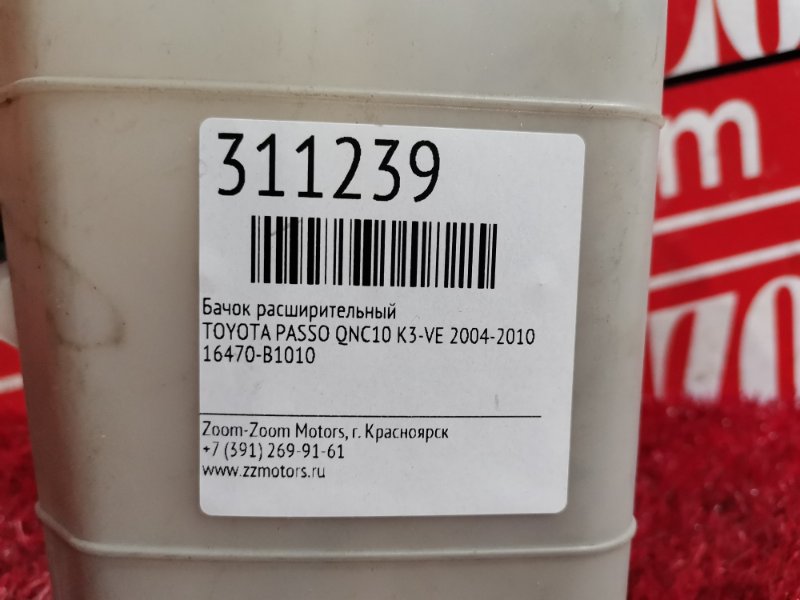 311239
Бачок расширительный
TOYOTA PASSO QNC10 K3-VE 2004-2010
16470-B1010
Zoom-Zoom Motors, г. Красноярск
+7 (391) 269-91-61
www.zzmotors.ru